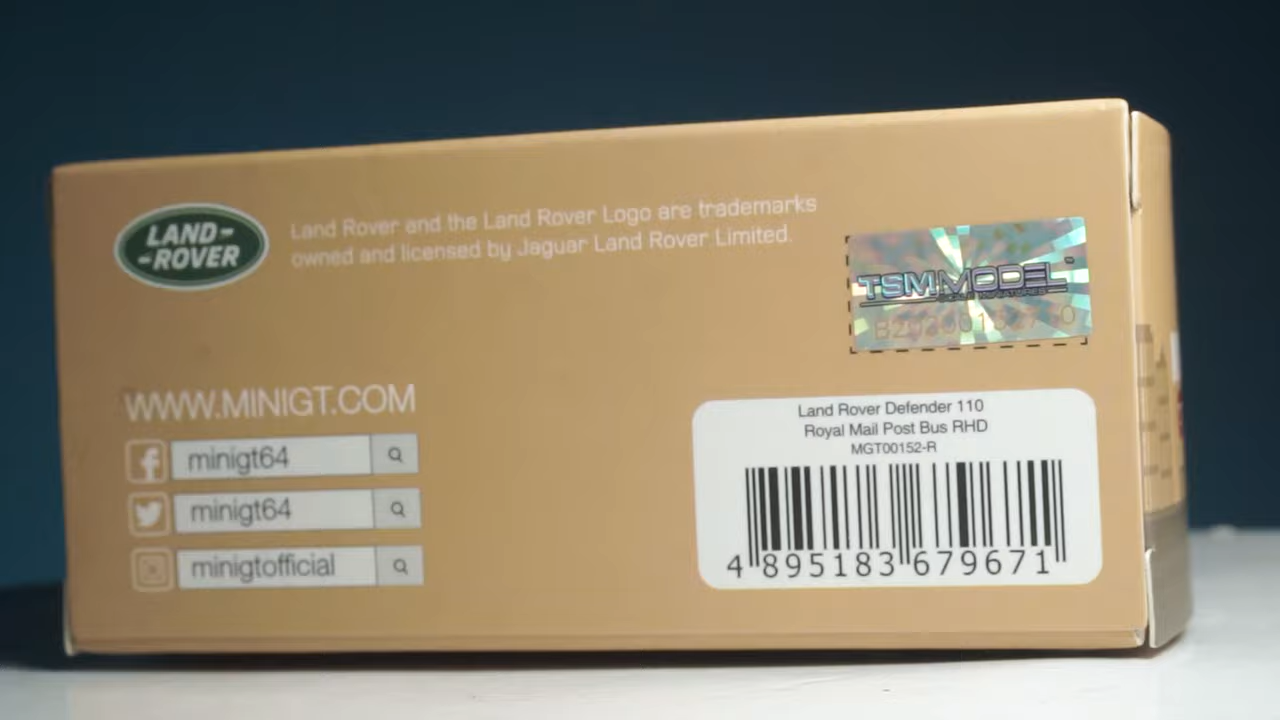 LAND-
-ROVER
Land Rover and the Land Rover Logo are trademarks
owned and licensed by Jaguar Land Rover Limited.
TSM MODEL
WWW.MINIGT.COM
minigt64
minigt64
minigtofficial
Land Rover Defender 110
Royal Mail Post Bus RHD
MGT00152-R
4 895183 679671